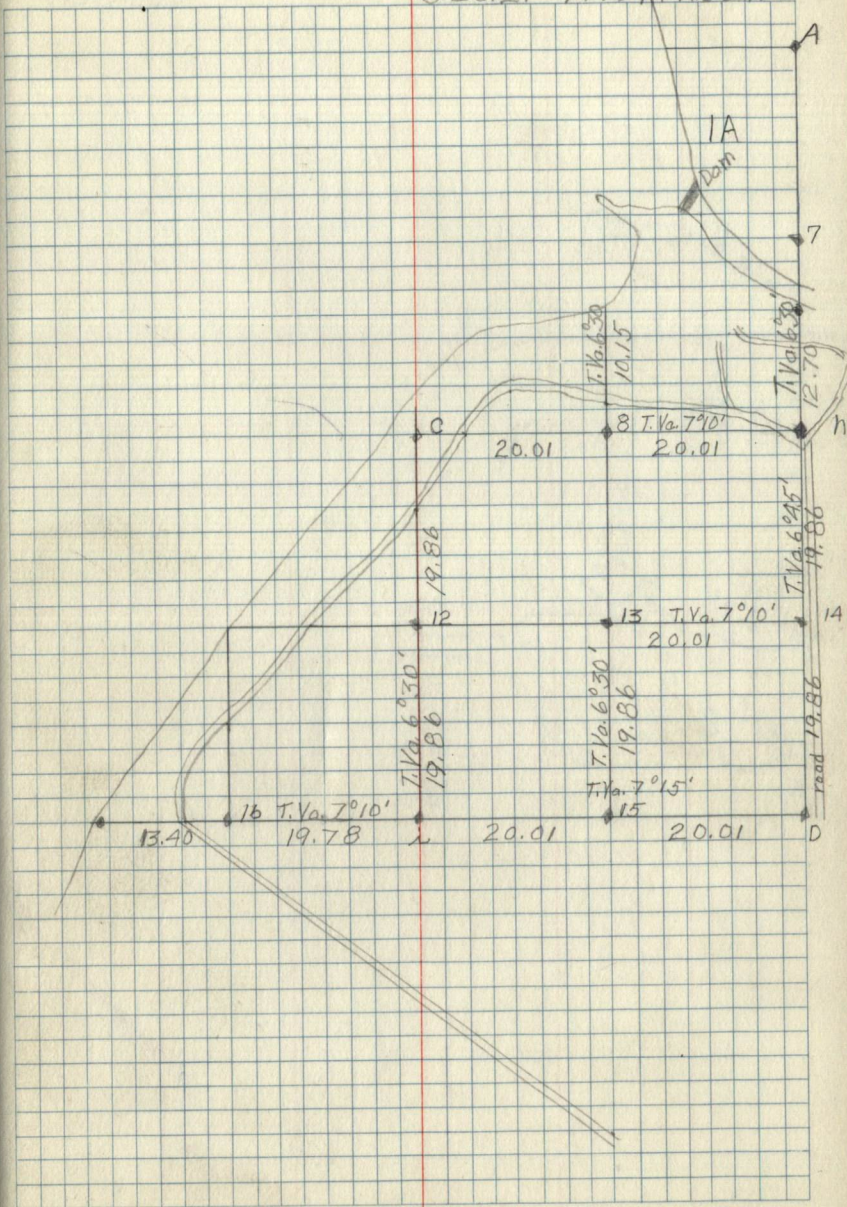 A
1A
Dam
7
T.Va. 6°30'
10.15
T.Va. 6°30'
12.70
C
20.01
8 T.Va. 7°10'
20.01
h
19.86
T.Va. 6°45'
19.86
12
13 T.Va. 7°10'
20.01
14
T.Va. 6°30'
19.86
T.Va. 6°30'
19.86
road 19.86
T.Va. 7°15'
16 T.Va. 7°10'
15
13.40
19.78
20.01
20.01
D